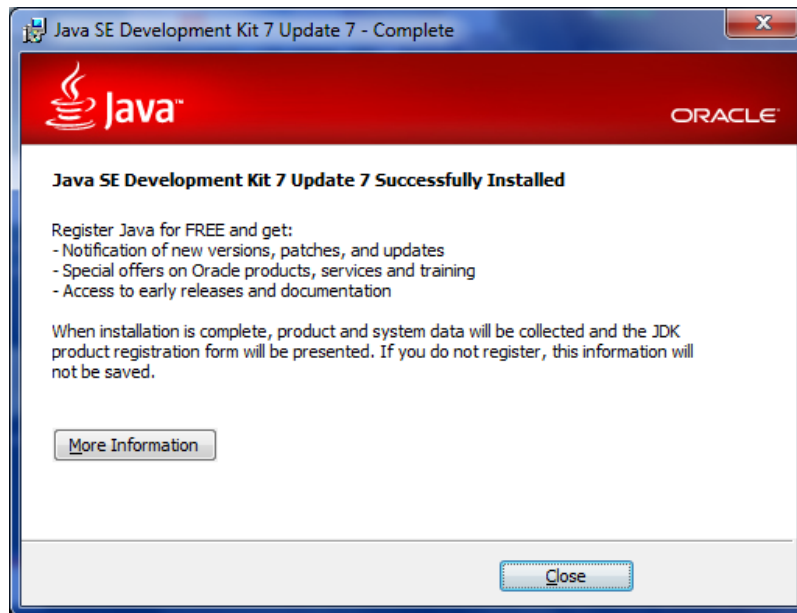 Java SE Development Kit 7 Update 7 - Complete
Java™
ORACLE
Java SE Development Kit 7 Update 7 Successfully Installed
Register Java for FREE and get:
- Notification of new versions, patches, and updates
- Special offers on Oracle products, services and training
- Access to early releases and documentation
When installation is complete, product and system data will be collected and the JDK
product registration form will be presented. If you do not register, this information will
not be saved.
More Information
Close